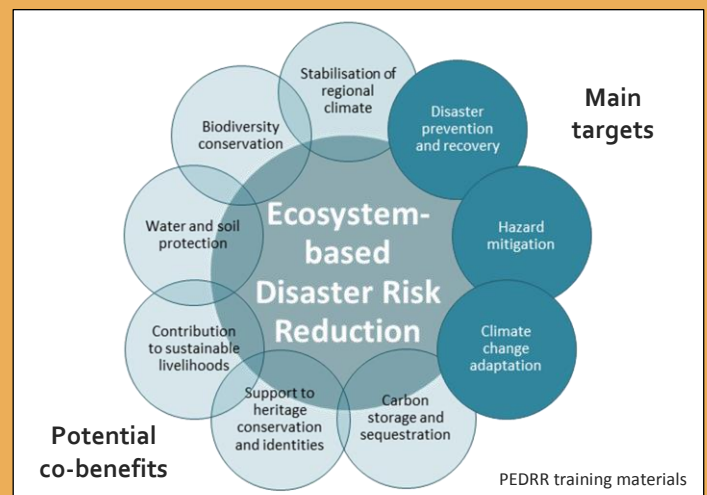 Stabilisation of
regional
climate
Disaster
prevention
and recovery
Main
targets
Biodiversity
conservation
Hazard
mitigation
Water and soil
protection
Ecosystem-
based
Disaster Risk
Reduction
Climate
change
adaptation
Contribution
to sustainable
livelihoods
Support to
heritage
conservation
and identities
Carbon
storage and
sequestration
Potential
co-benefits
PEDRR training materials